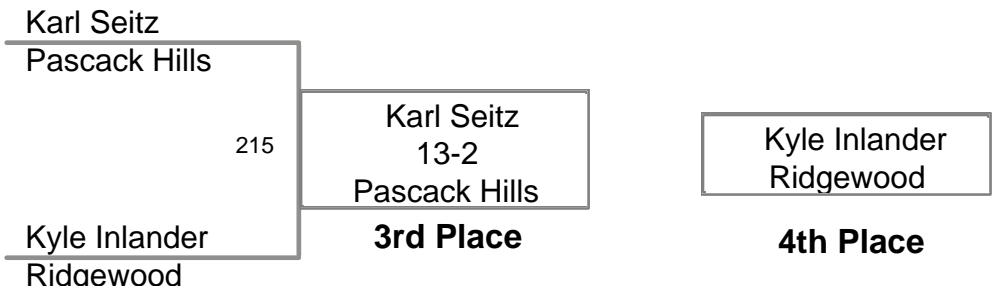 Karl Seitz
Pascack Hills
215
Kyle Inlander
Ridgewood
Karl Seitz
13-2
Pascack Hills
3rd Place
Kyle Inlander
Ridgewood
4th Place